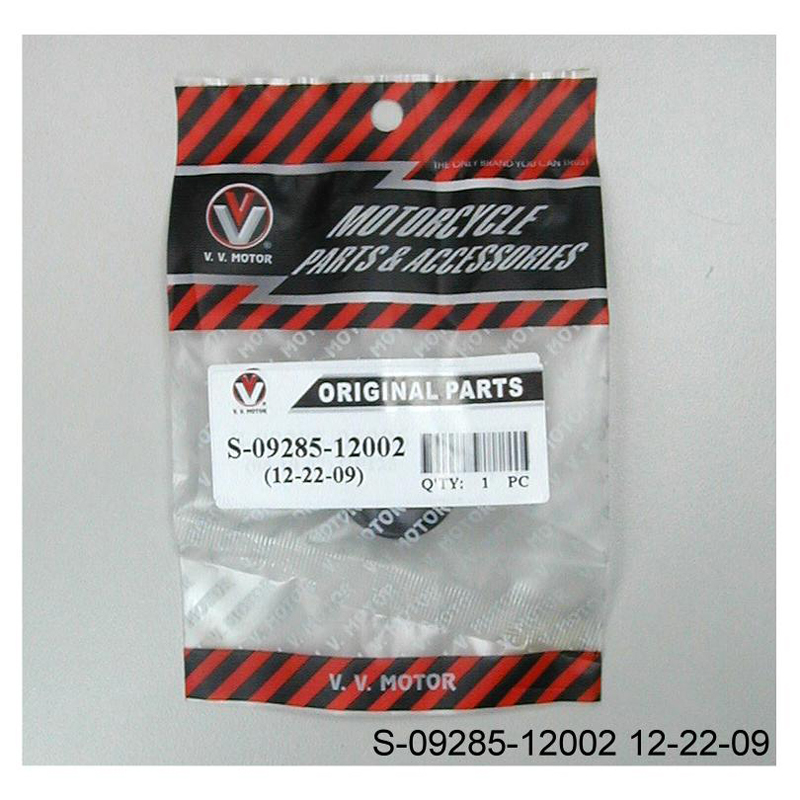 THE ONLY BRAND YOU CAN TRUST
V. V. MOTOR
MOTORCYCLE
PARTS & ACCESSORIES
V. V. MOTOR
ORIGINAL PARTS
S-09285-12002
(12-22-09)
Q'TY: 1 PC
V. V. MOTOR
V. V. MOTOR
S-09285-12002 12-22-09